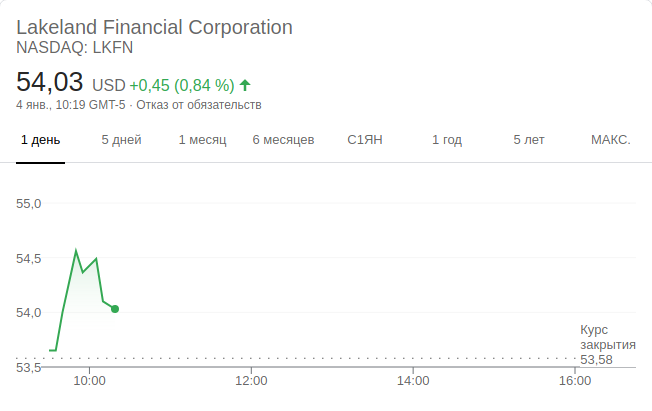 Lakeland Financial Corporation
NASDAQ: LKFN
54,03 USD +0,45 (0,84 %)
4 янв., 10:19 GMT-5 · Отказ от обязательств
1 день 5 дней 1 месяц 6 месяцев С1ЯН 1 год 5 лет МАКС.
55,0
54,5
54,0
Курс
закрытия
53,58
53,5
10:00 12:00 14:00 16:00